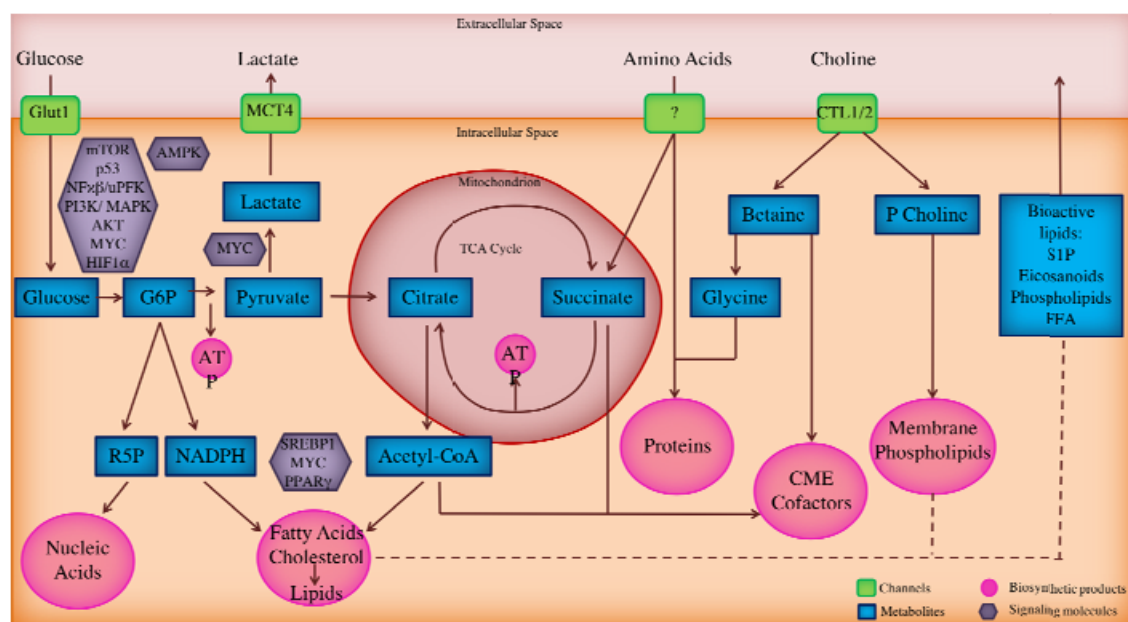 Extracellular Space
Glucose
Lactate
Amino Acids
Choline
Glut1
MCT4
?
CTL1/2
Intracellular Space
mTOR
p53
NFκβ/uPFK
PI3K/ MAPK
AKT
MYC
HIF1α
AMPK
Lactate
MYC
Mitochondrion
TCA Cycle
Betaine
P Choline
Bioactive
lipids:
S1P
Eicosanoids
Phospholipids
FFA
Glucose
G6P
Pyruvate
Citrate
Succinate
Glycine
AT
P
AT
P
R5P
NADPH
SREBP1
MYC
PPARγ
Acetyl-CoA
Proteins
Membrane
Phospholipids
CME
Cofactors
Nucleic
Acids
Fatty Acids
Cholesterol
Lipids
Channels
Biosynthetic products
Metabolites
Signaling molecules